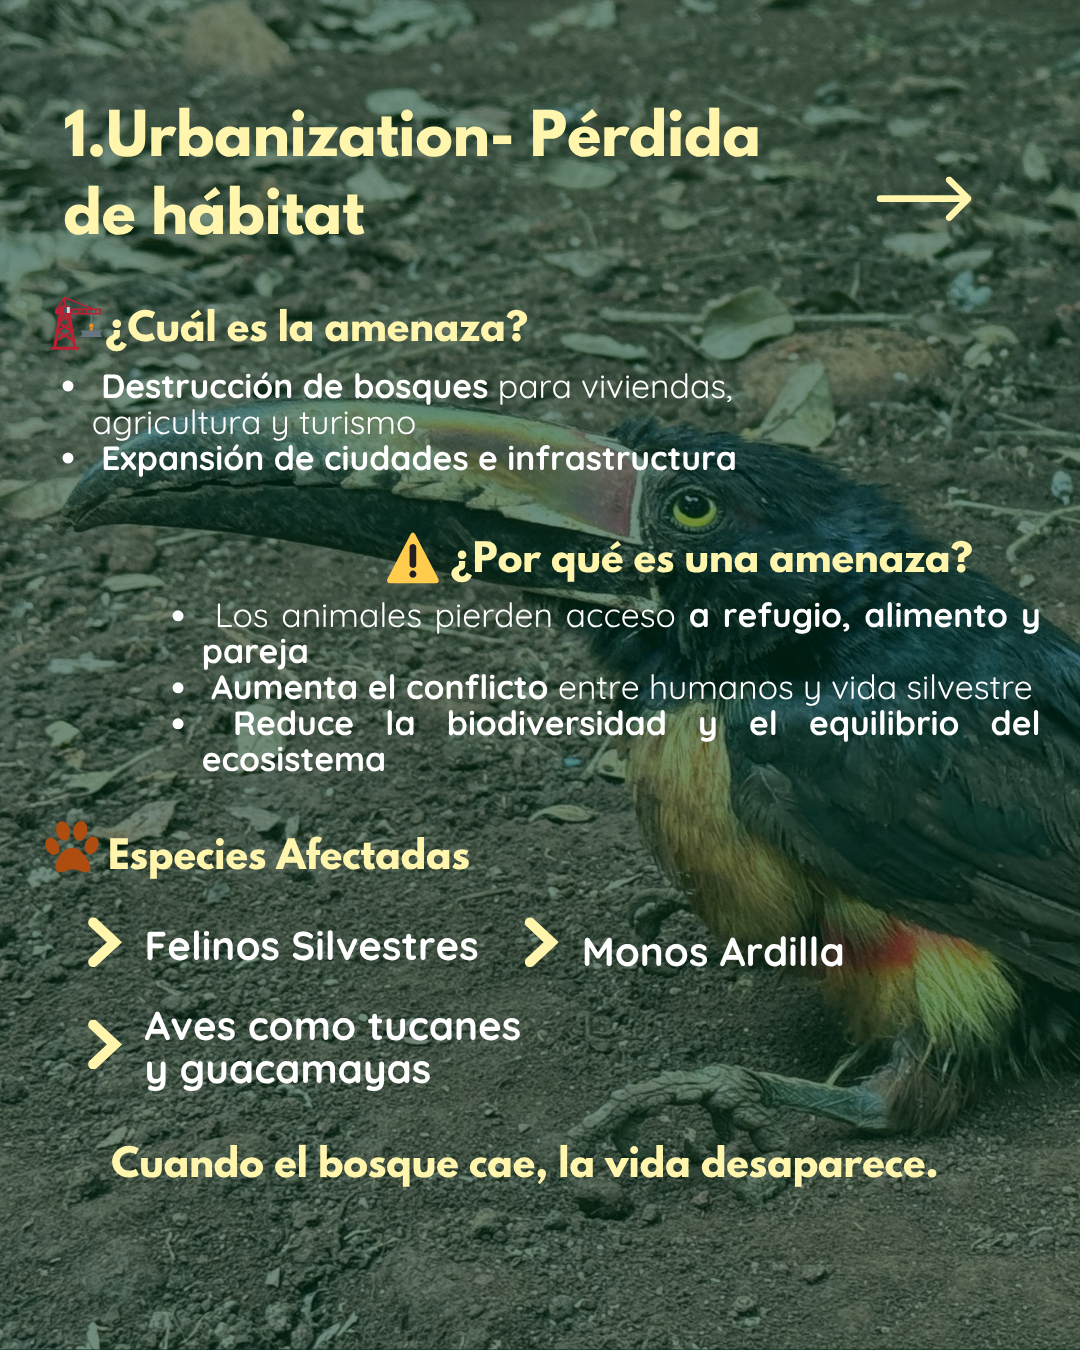 1.Urbanization- Pérdida
de hábitat
¿Cuál es la amenaza?
• Destrucción de bosques para viviendas,
agricultura y turismo
• Expansión de ciudades e infrastructura
¿Por qué es una amenaza?
• Los animales pierden acceso a refugio, alimento y
pareja
• Aumenta el conflicto entre humanos y vida silvestre
• Reduce la biodiversidad y el equilibrio del
ecosistema
Especies Afectadas
Felinos Silvestres
Monos Ardilla
Aves como tucanes
y guacamayas
Cuando el bosque cae, la vida desaparece.